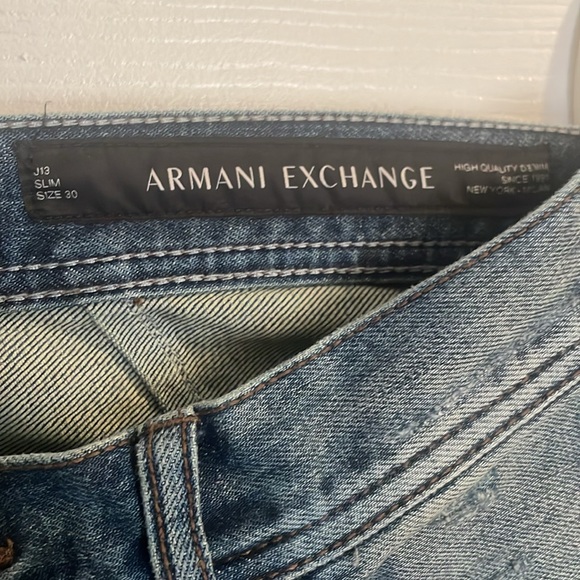 J13
SLIM
SIZE 30
ARMANI EXCHANGE
HIGH QUALITY DENIM
SINCE 1991
NEW YORK - MILAN